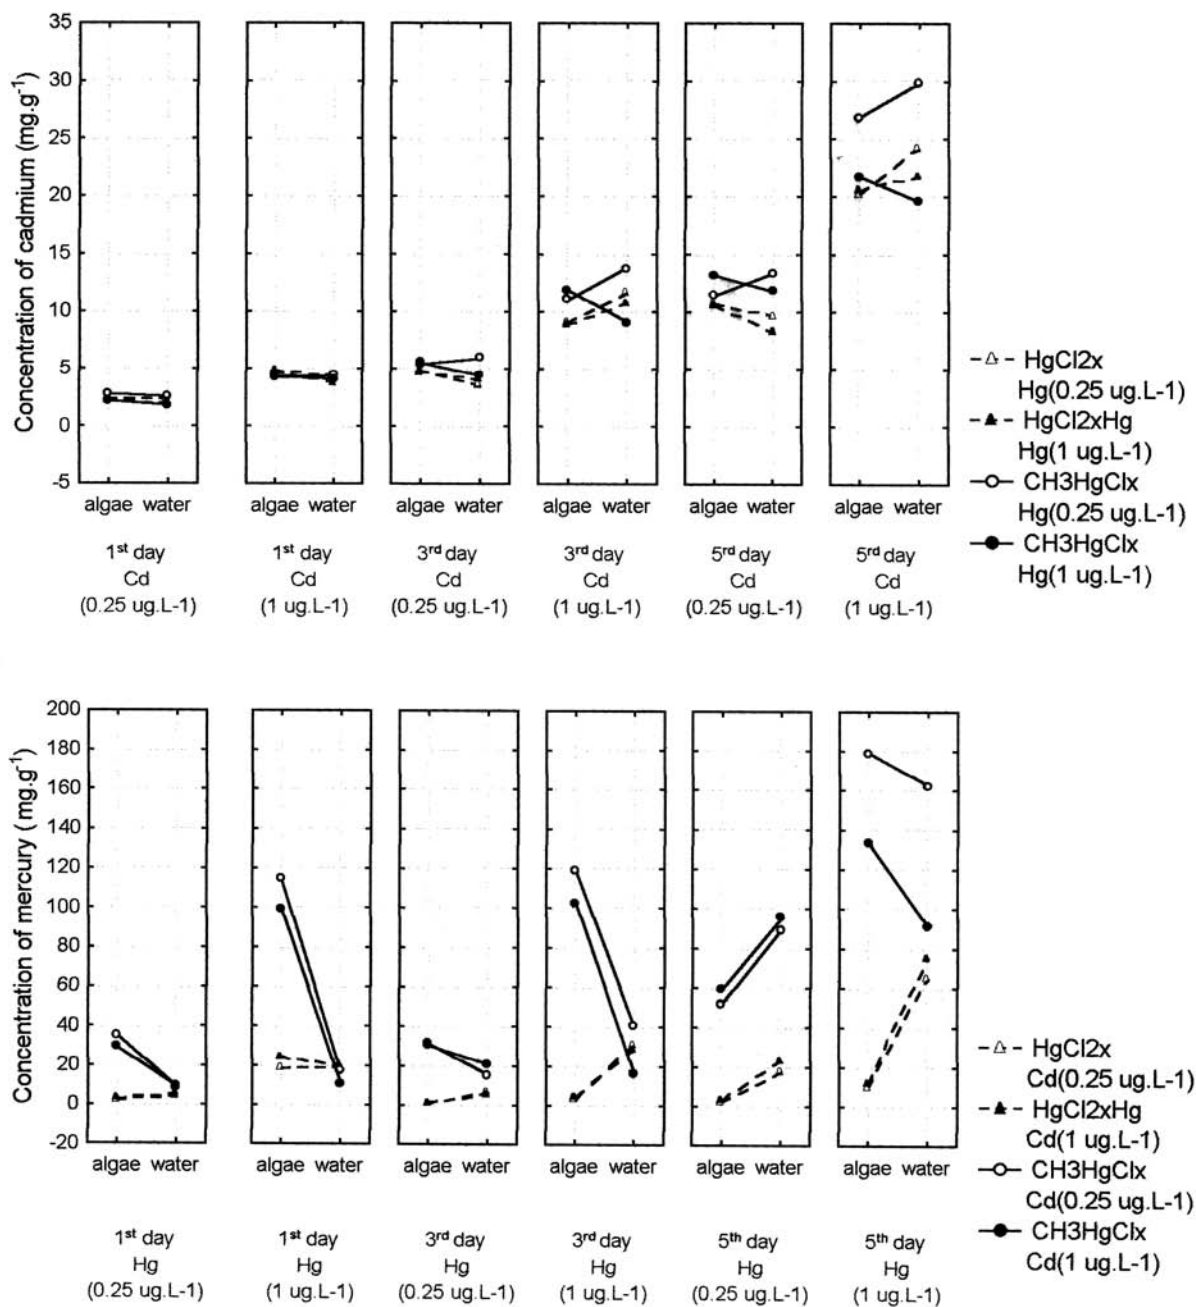 Concentration of cadmium (mg.g-1)
35
30
25
20
15
10
5
0
-5
algae water
algae water
algae water
algae water
algae water
algae water
1st day
Cd
(0.25 ug.L-1)
1st day
Cd
(1 ug.L-1)
3rd day
Cd
(0.25 ug.L-1)
3rd day
Cd
(1 ug.L-1)
5rd day
Cd
(0.25 ug.L-1)
5rd day
Cd
(1 ug.L-1)
HgCl2x
Hg(0.25 ug.L-1)
HgCl2xHg
Hg(1 ug.L-1)
CH3HgClx
Hg(0.25 ug.L-1)
CH3HgClx
Hg(1 ug.L-1)
Concentration of mercury ( mg.g-1)
200
180
160
140
120
100
80
60
40
20
0
-20
algae water
algae water
algae water
algae water
algae water
algae water
1st day
Hg
(0.25 ug.L-1)
1st day
Hg
(1 ug.L-1)
3rd day
Hg
(0.25 ug.L-1)
3rd day
Hg
(1 ug.L-1)
5th day
Hg
(0.25 ug.L-1)
5th day
Hg
(1 ug.L-1)
HgCl2x
Cd(0.25 ug.L-1)
HgCl2xHg
Cd(1 ug.L-1)
CH3HgClx
Cd(0.25 ug.L-1)
CH3HgClx
Cd(1 ug.L-1)